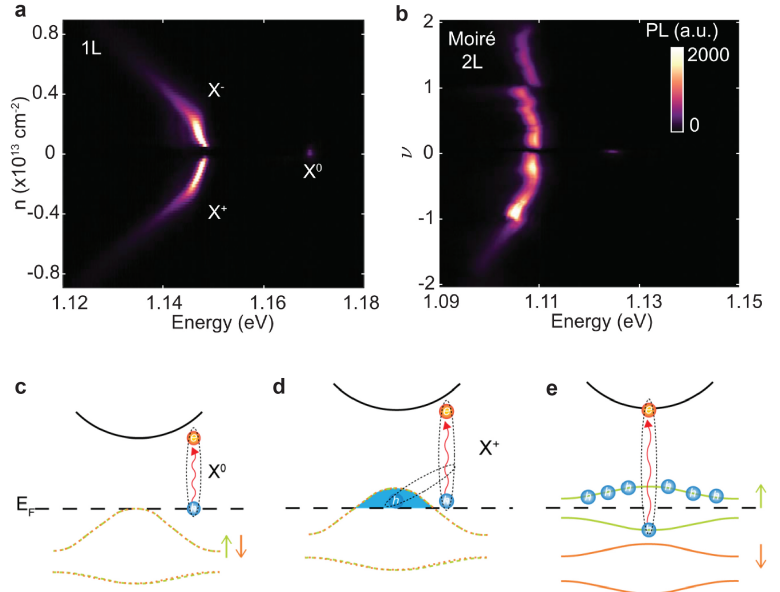 a
1L
X⁻
X⁰
X⁺
n (x10¹³ cm⁻²)
0.8
0.4
0
-0.4
-0.8
1.12 1.14 1.16 1.18
Energy (eV)
b
Moiré
2L
PL (a.u.)
2000
0
ν
2
1
0
-1
-2
1.09 1.11 1.13 1.15
Energy (eV)
c
X⁰
E_F
d
X⁺
h
e